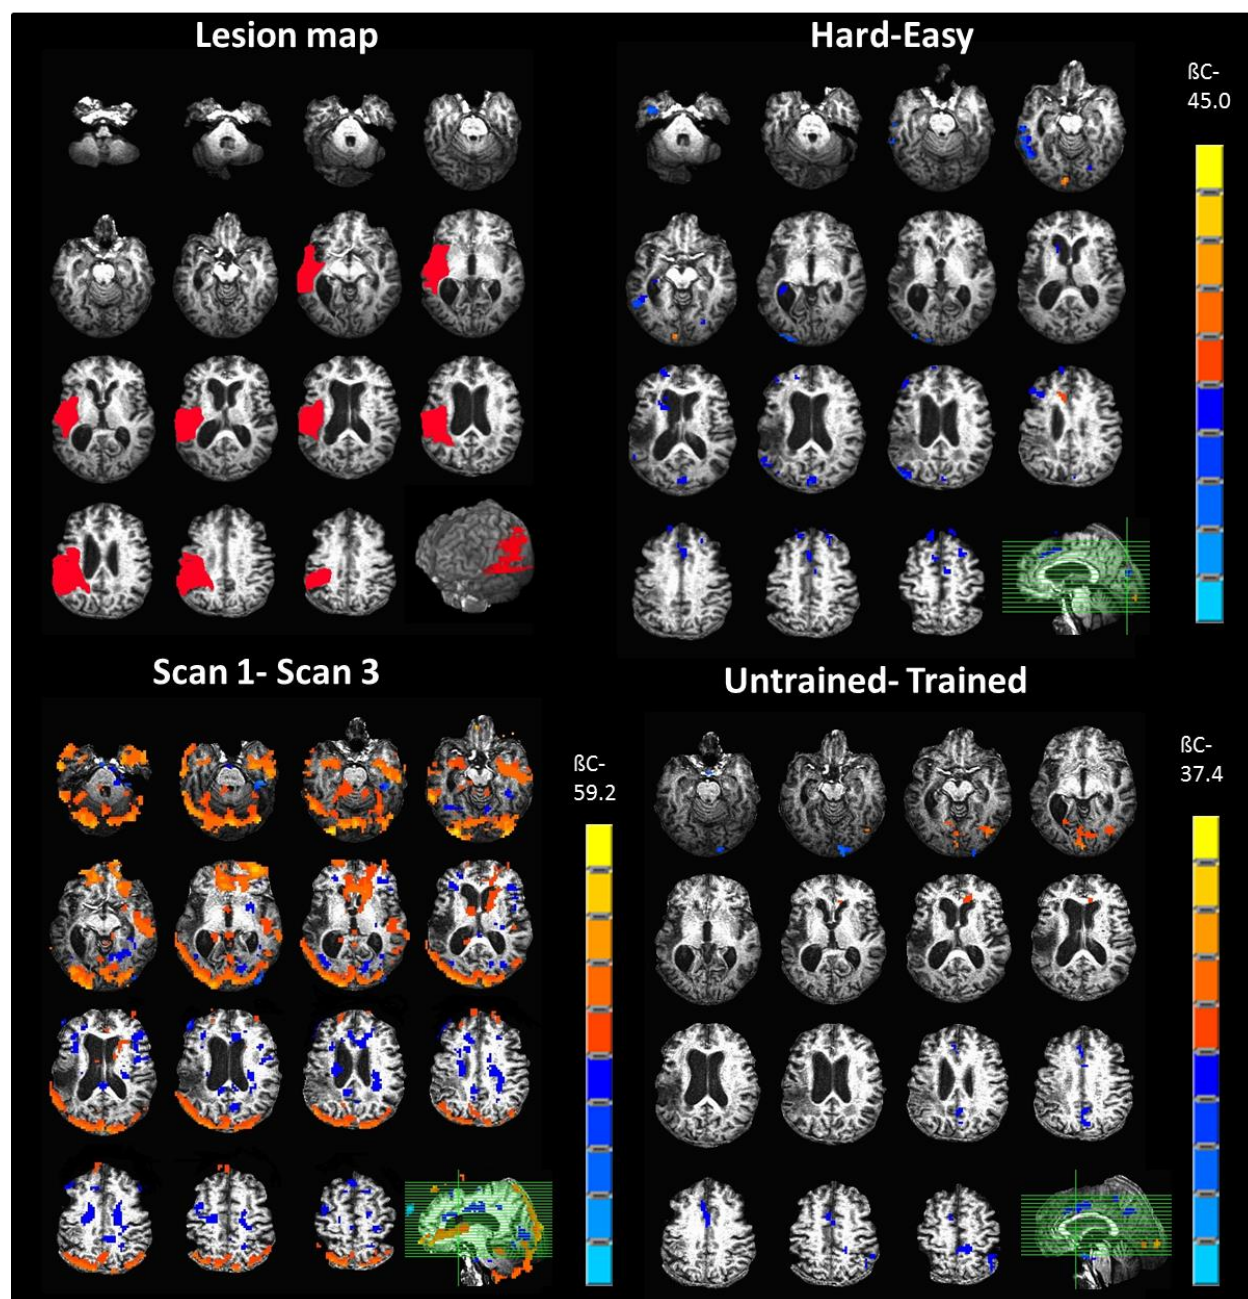 Lesion map
Hard-Easy
ßC-
45.0
Scan 1- Scan 3
Untrained- Trained
ßC-
59.2
ßC-
37.4